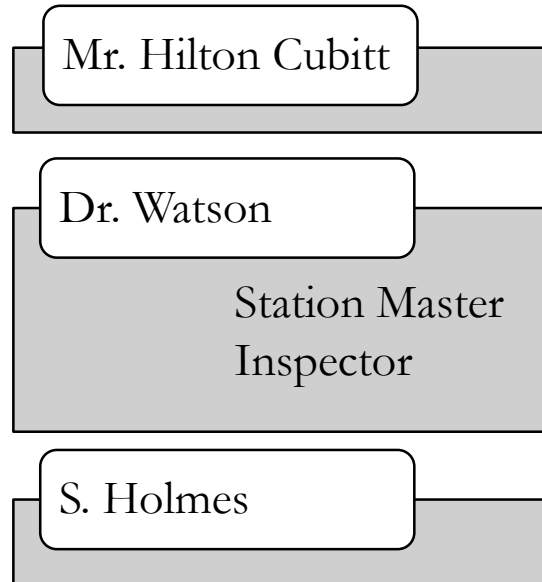 Mr. Hilton Cubitt
Dr. Watson
Station Master
Inspector
S. Holmes